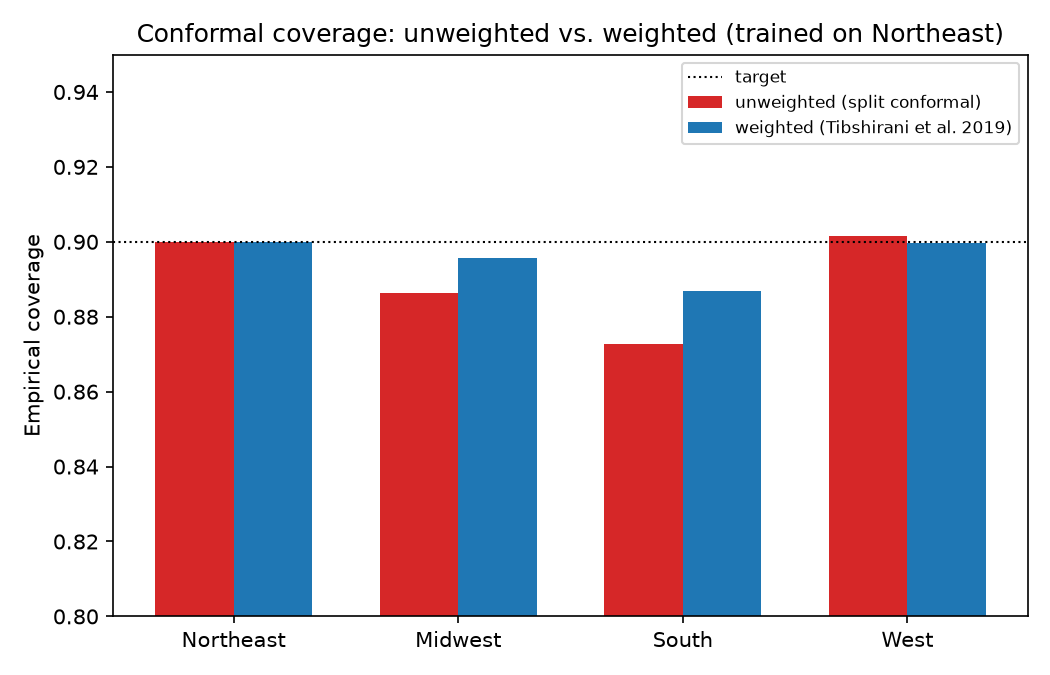 Conformal coverage: unweighted vs. weighted (trained on Northeast)
target
unweighted (split conformal)
weighted (Tibshirani et al. 2019)
Empirical coverage
0.94
0.92
0.90
0.88
0.86
0.84
0.82
0.80
Northeast
Midwest
South
West